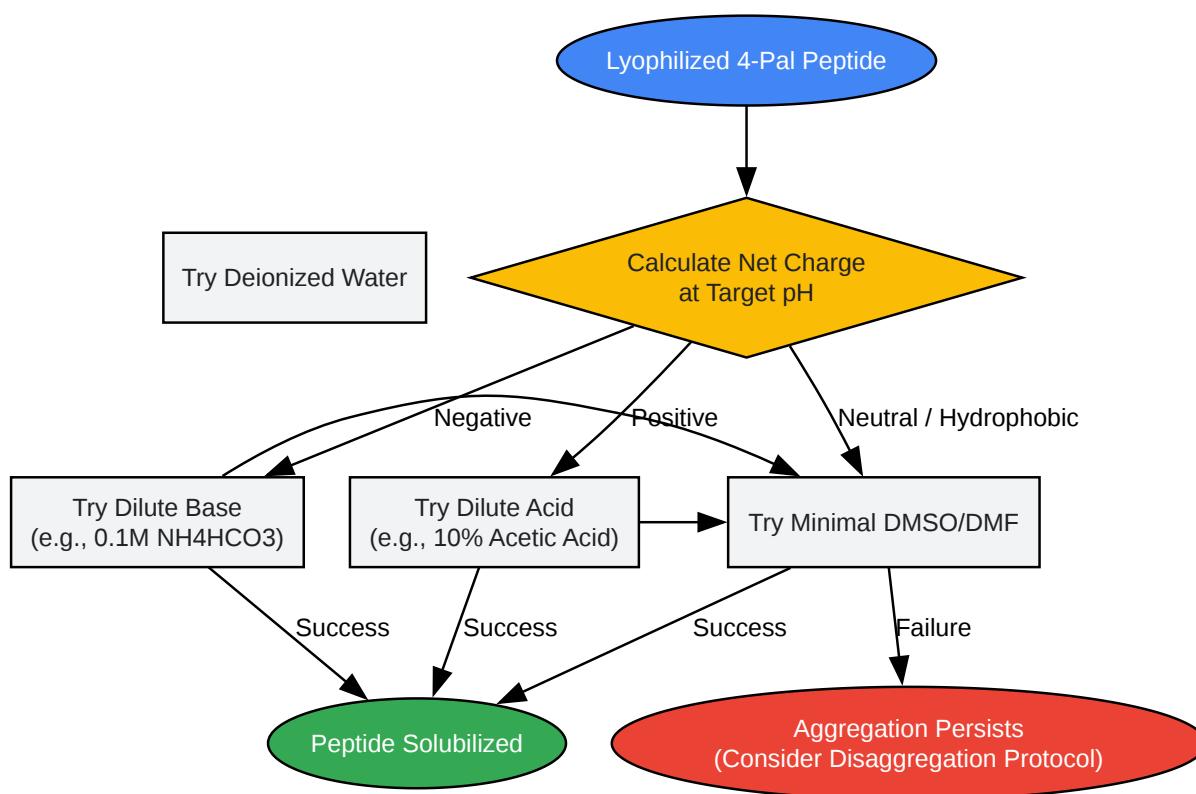 Lyophilized 4-Pal Peptide
Try Deionized Water
Calculate Net Charge
at Target pH
Negative
Positive
Neutral / Hydrophobic
Try Dilute Base
(e.g., 0.1M NH4HCO3)
Try Dilute Acid
(e.g., 10% Acetic Acid)
Try Minimal DMSO/DMF
Success
Success
Success
Failure
Peptide Solubilized
Aggregation Persists
(Consider Disaggregation Protocol)